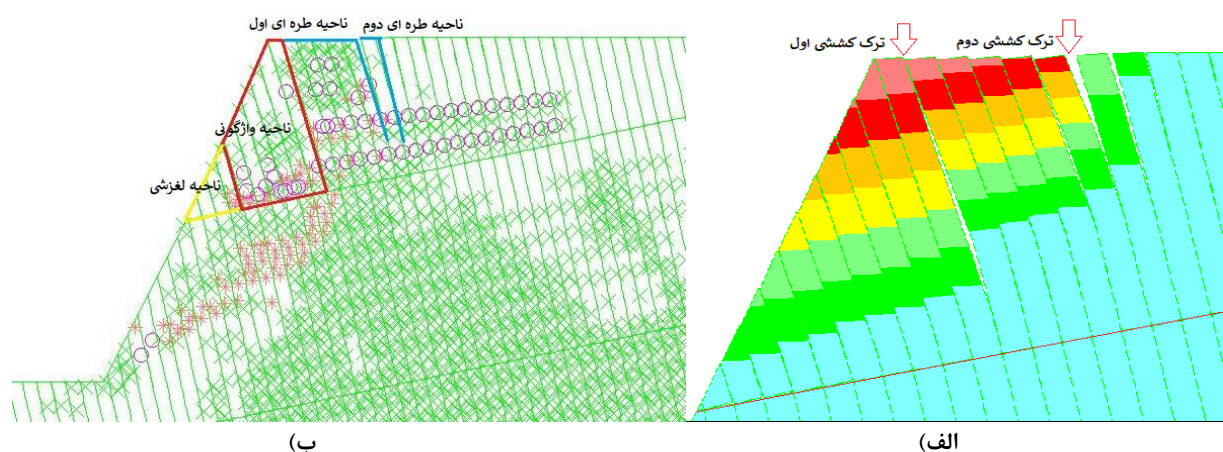 ترک کششی دوم
ترک کششی اول
ناحیه طره ای دوم
ناحیه طره ای اول
ناحیه واژگونی
ناحیه لغزشی
الف)
ب)